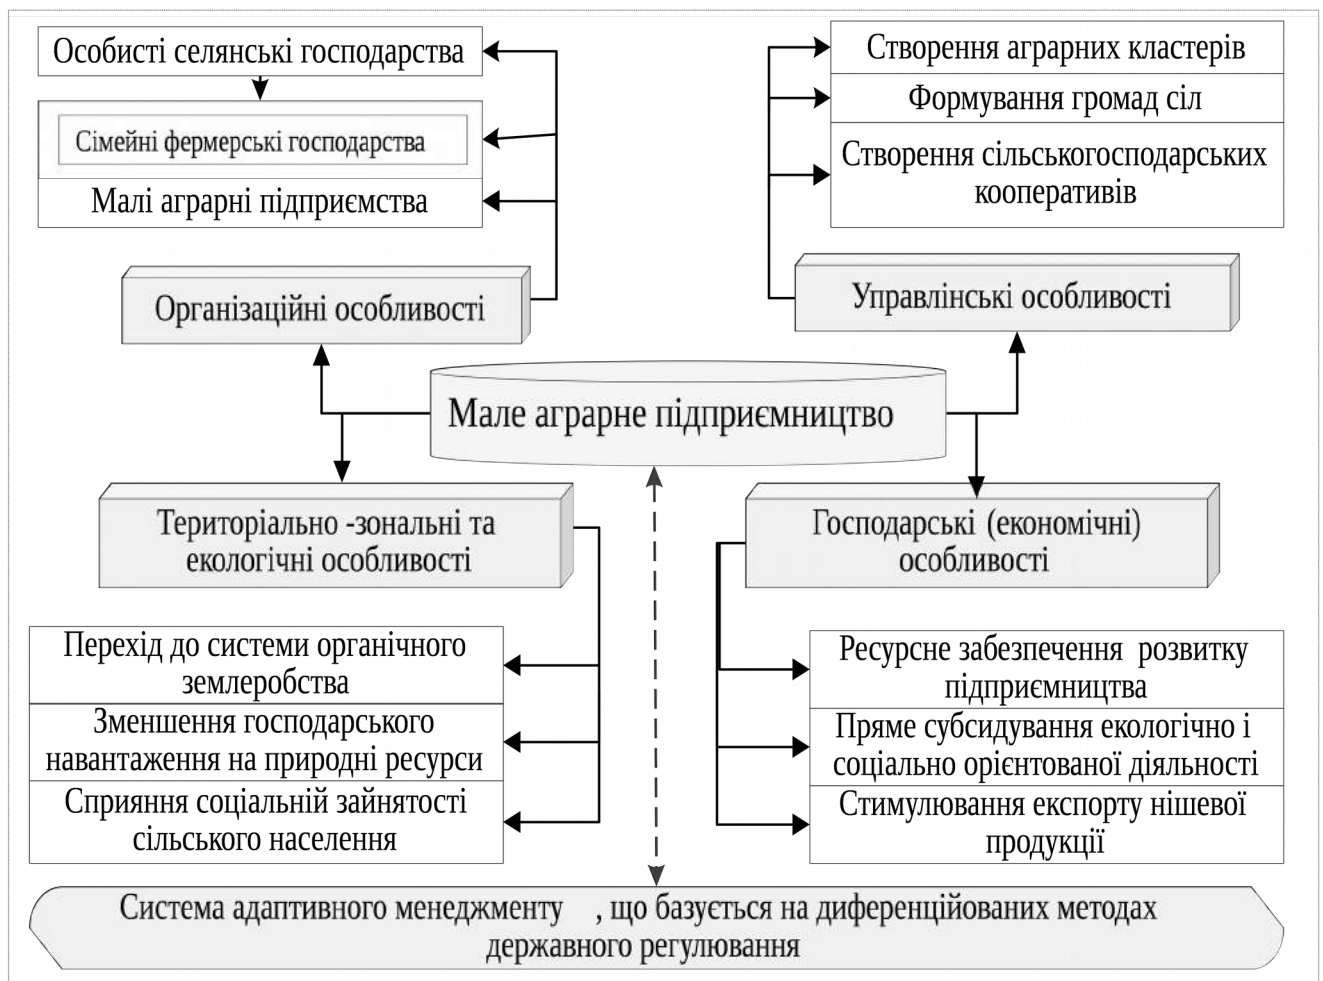 Особисті селянські господарства
Сімейні фермерські господарства
Малі аграрні підприємства
Організаційні особливості
Створення аграрних кластерів
Формування громад сіл
Створення сільськогосподарських
кооперативів
Управлінські особливості
Мале аграрне підприємництво
Територіально -зональні та
екологічні особливості
Перехід до системи органічного
землеробства
Зменшення господарського
навантаження на природні ресурси
Сприяння соціальній зайнятості
сільського населення
Господарські (економічні)
особливості
Ресурсне забезпечення розвитку
підприємництва
Пряме субсидування екологічно і
соціально орієнтованої діяльності
Стимулювання експорту нішевої
продукції
Система адаптивного менеджменту , що базується на диференційованих методах
державного регулювання